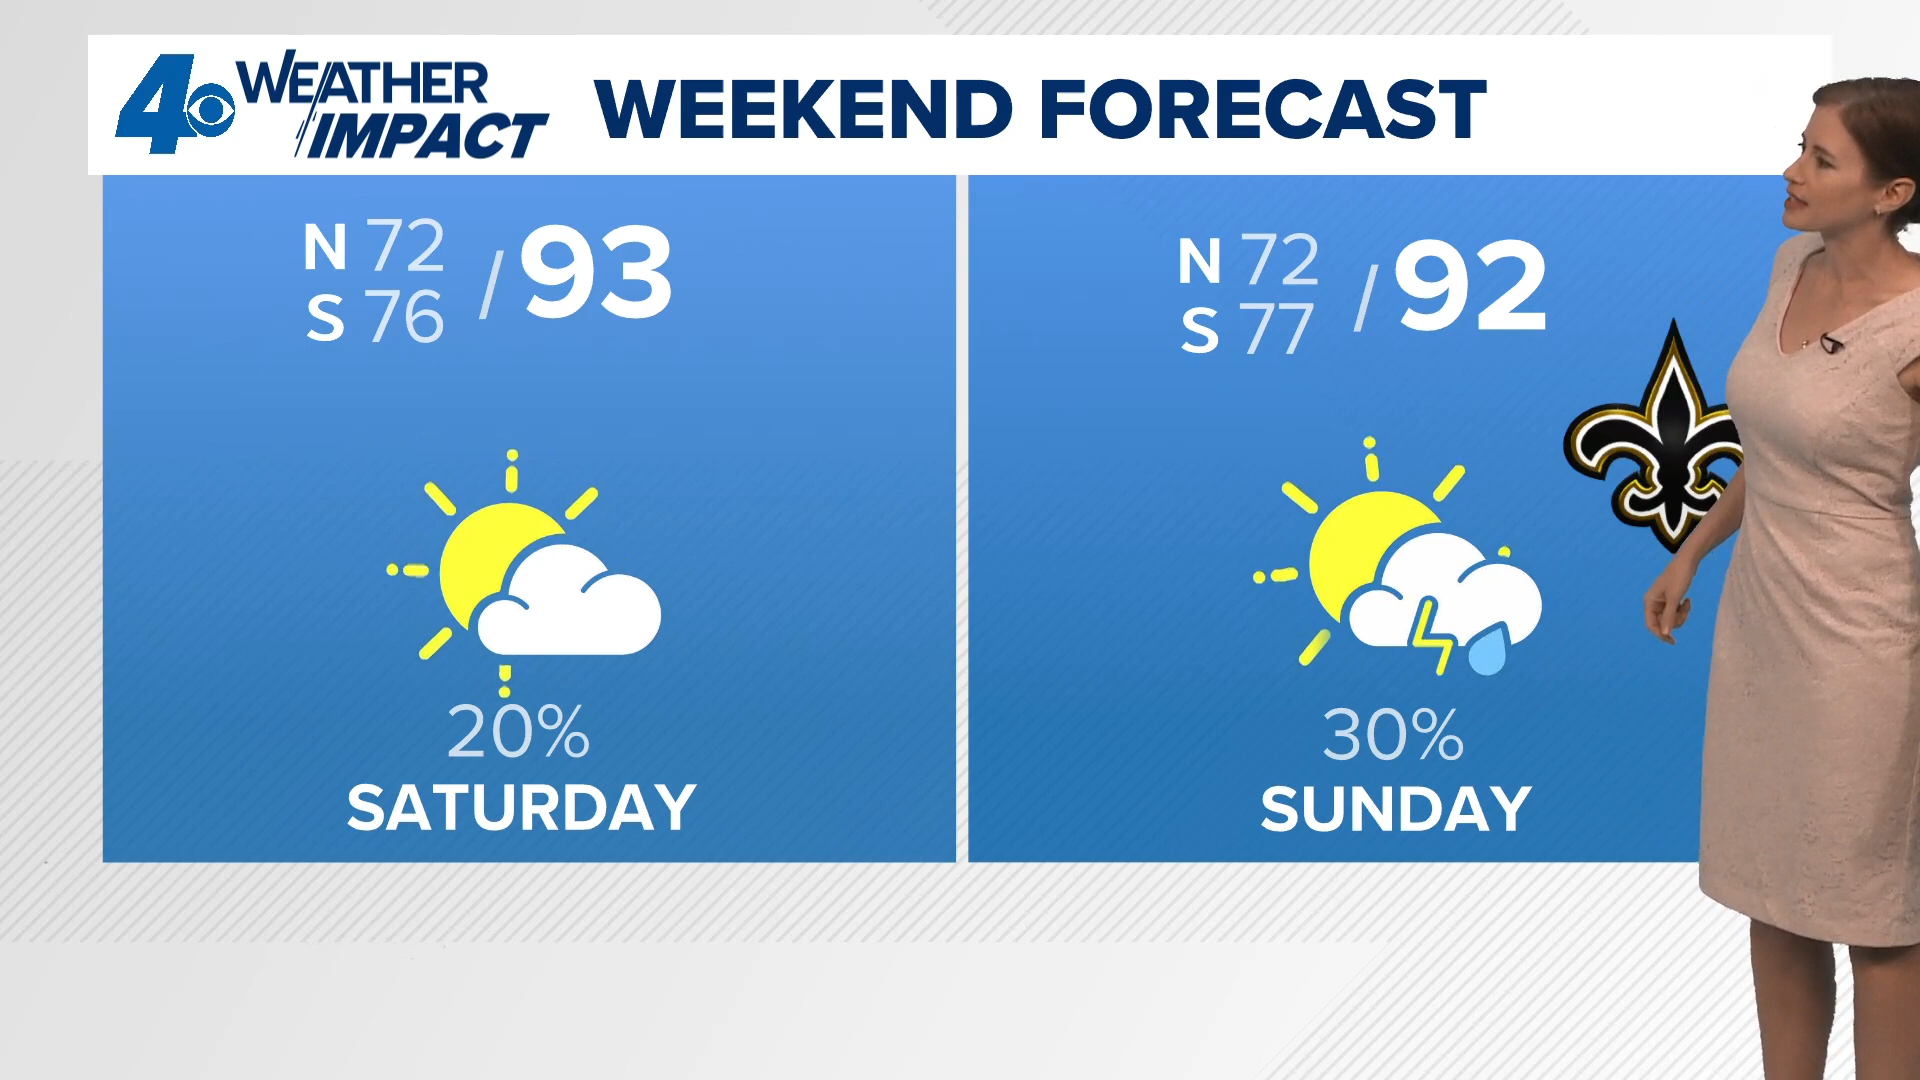 4 WEATHER
IMPACT
WEEKEND FORECAST
N 72
S 76
/ 93
20%
SATURDAY
N 72
S 77
/ 92
30%
SUNDAY